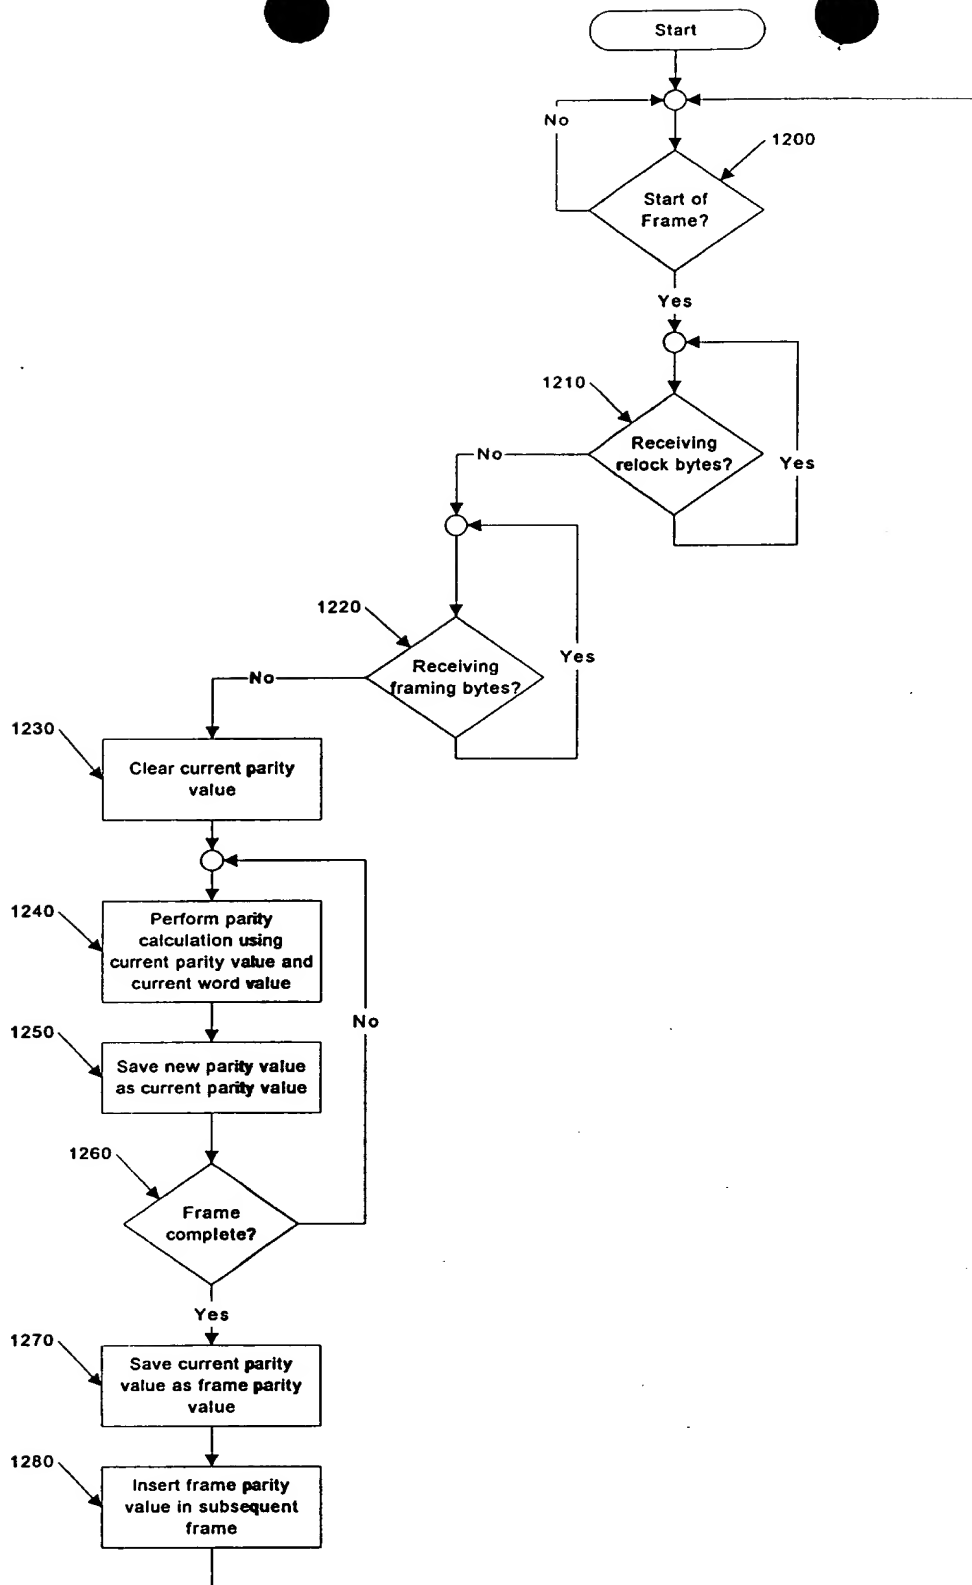 Start
No
1200
Start of
Frame?
Yes
1210
Receiving
relock bytes?
No
Yes
1220
Receiving
framing bytes?
Yes
No
1230
Clear current parity
value
1240
Perform parity
calculation using
current parity value and
current word value
No
1250
Save new parity value
as current parity value
1260
Frame
complete?
Yes
1270
Save current parity
value as frame parity
value
1280
Insert frame parity
value in subsequent
frame